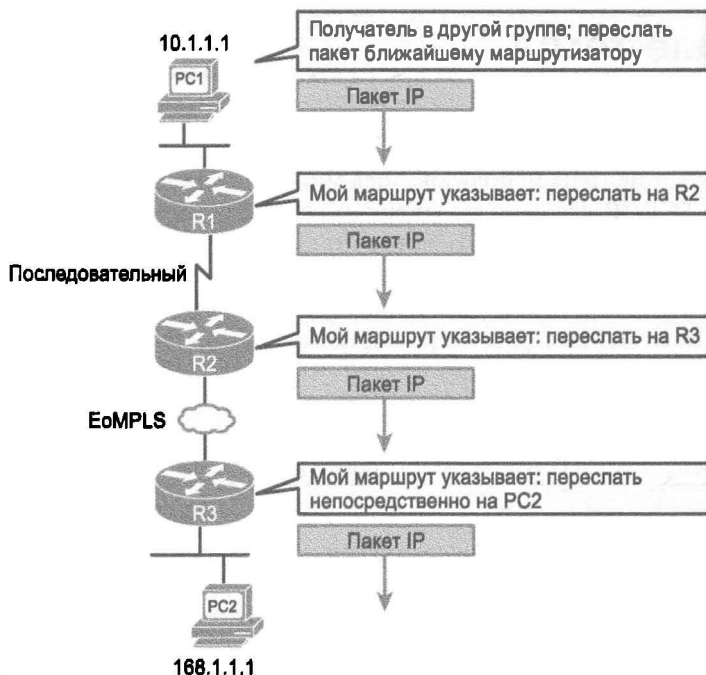 10.1.1.1
PC1
Получатель в другой группе; переслать
пакет ближайшему маршрутизатору
Пакет IP
R1
Мой маршрут указывает: переслать на R2
Пакет IP
Последовательный
R2
Мой маршрут указывает: переслать на R3
Пакет IP
EoMPLS
R3
Мой маршрут указывает: переслать
непосредственно на PC2
Пакет IP
PC2
168.1.1.1